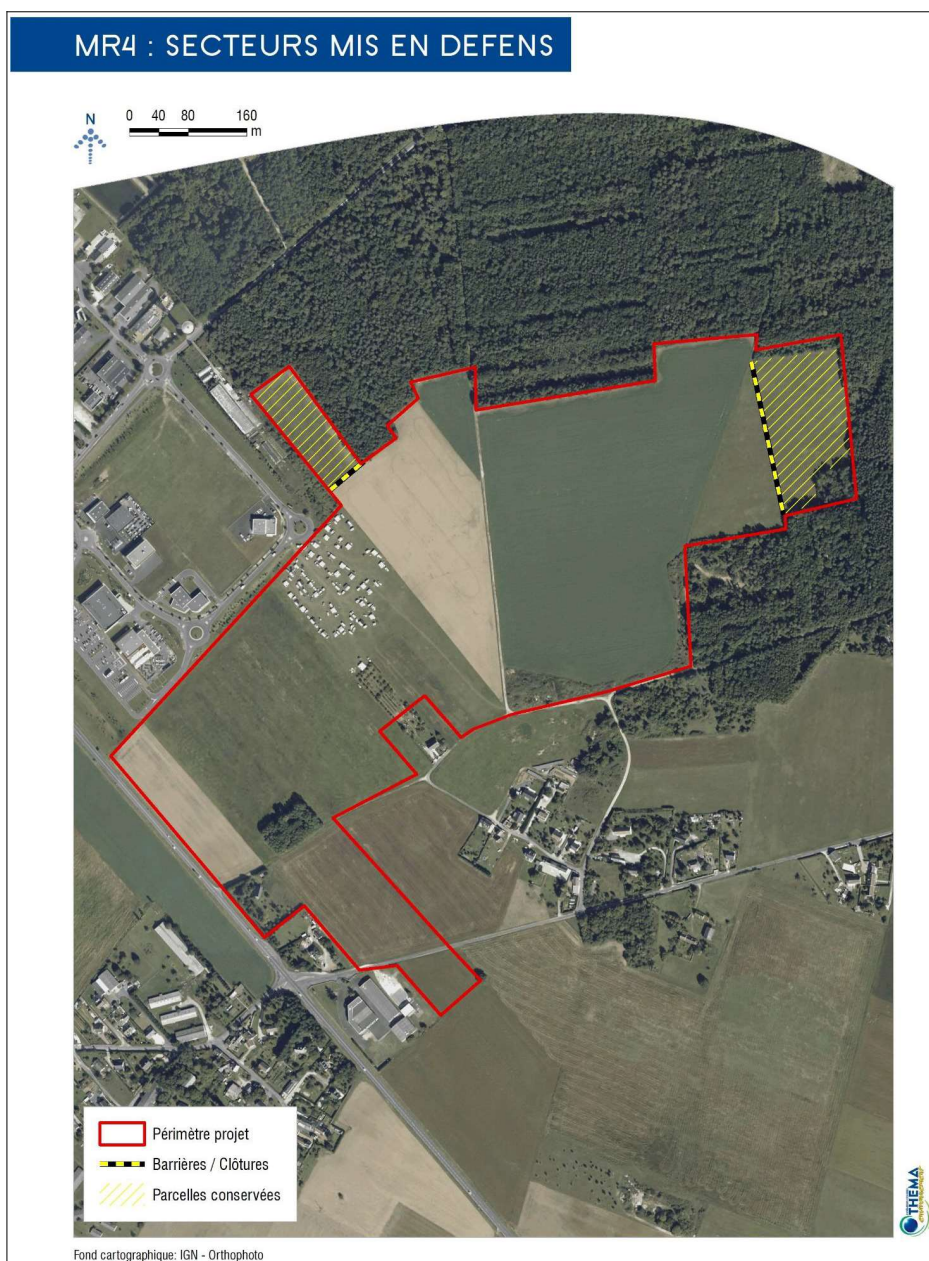 MR4 : SECTEURS MIS EN DEFENS
N
0 40 80 160
m
Périmètre projet
Barrières / Clôtures
Parcelles conservées
THEMA
Fond cartographique: IGN - Orthophoto